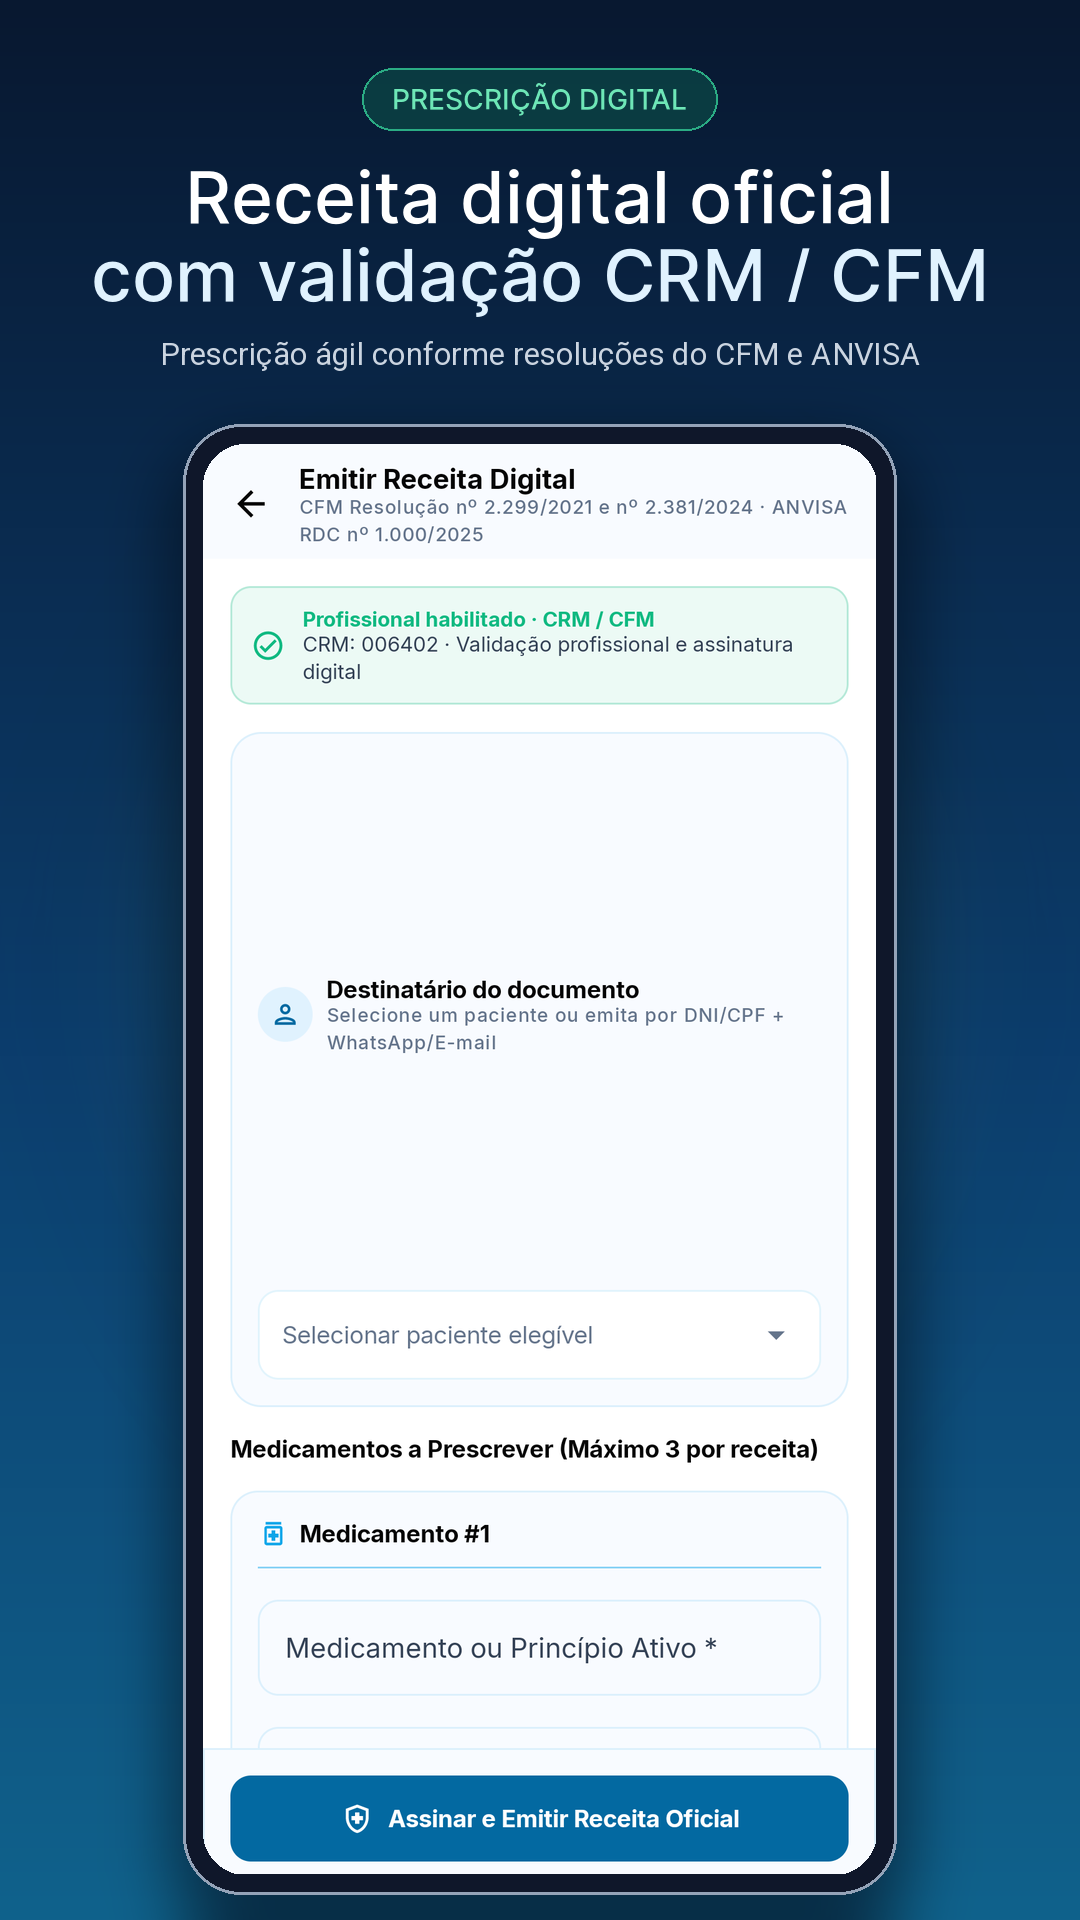 PRESCRIÇÃO DIGITAL
Receita digital oficial
com validação CRM / CFM
Prescrição ágil conforme resoluções do CFM e ANVISA
Emitir Receita Digital
CFM Resolução nº 2.299/2021 e nº 2.381/2024 · ANVISA
RDC nº 1.000/2025
Profissional habilitado · CRM / CFM
CRM: 006402 · Validação profissional e assinatura
digital
Destinatário do documento
Selecione um paciente ou emita por DNI/CPF +
WhatsApp/E-mail
Selecionar paciente elegível
Medicamentos a Prescrever (Máximo 3 por receita)
Medicamento #1
Medicamento ou Princípio Ativo *
Assinar e Emitir Receita Oficial